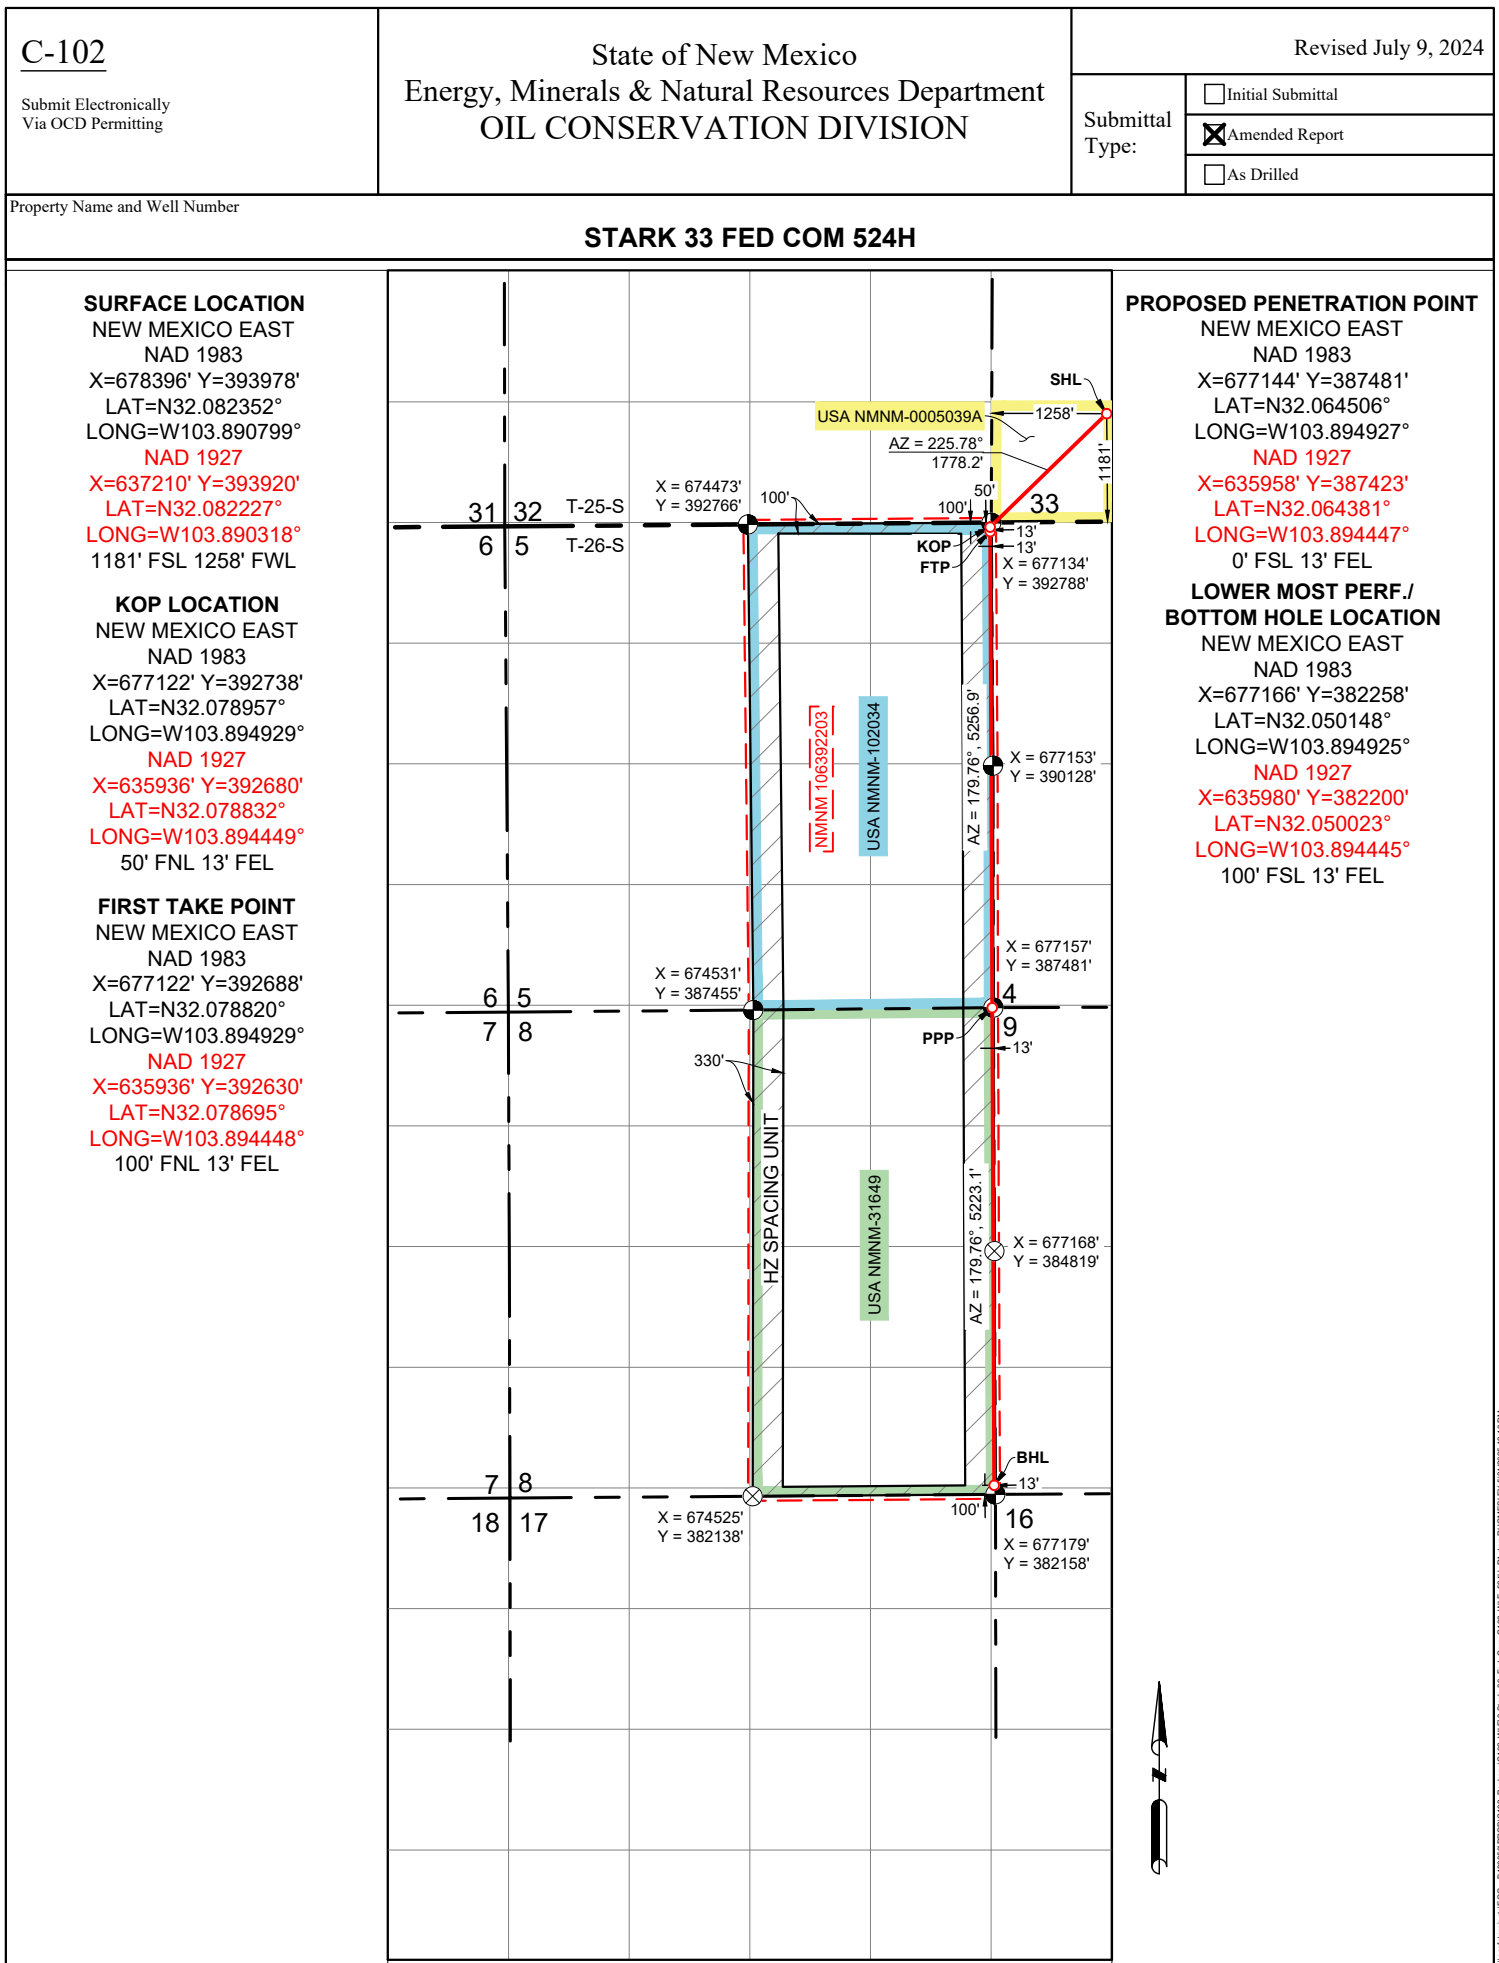 C-102
Submit Electronically
Via OCD Permitting
State of New Mexico
Energy, Minerals & Natural Resources Department
OIL CONSERVATION DIVISION
Revised July 9, 2024
Submittal
Type:
Initial Submittal
Amended Report
As Drilled
Property Name and Well Number
STARK 33 FED COM 524H
SURFACE LOCATION
NEW MEXICO EAST
NAD 1983
X=678396' Y=393978'
LAT=N32.082352°
LONG=W103.890799°
NAD 1927
X=637210' Y=393920'
LAT=N32.082227°
LONG=W103.890318°
1181' FSL 1258' FWL
KOP LOCATION
NEW MEXICO EAST
NAD 1983
X=677122' Y=392738'
LAT=N32.078957°
LONG=W103.894929°
NAD 1927
X=635936' Y=392680'
LAT=N32.078832°
LONG=W103.894449°
50' FNL 13' FEL
FIRST TAKE POINT
NEW MEXICO EAST
NAD 1983
X=677122' Y=392688'
LAT=N32.078820°
LONG=W103.894929°
NAD 1927
X=635936' Y=392630'
LAT=N32.078695°
LONG=W103.894448°
100' FNL 13' FEL
SHL
USA NMNM-0005039A
1258'
AZ = 225.78°
1778.2'
1181'
X = 674473'
Y = 392766'
100'
50'
100'
33
31 32
T-25-S
6 5
T-26-S
KOP
FTP
13'
13'
X = 677134'
Y = 392788'
NMNM 106392203
USA NMNM-102034
AZ = 179.76°, 5256.9'
X = 677153'
Y = 390128'
X = 674531'
Y = 387455'
X = 677157'
Y = 387481'
6 5
4
7 8
9
PPP
13'
330'
HZ SPACING UNIT
USA NMNM-31649
AZ = 179.76°, 5223.1'
X = 677168'
Y = 384819'
BHL
7 8
13'
18 17
X = 674525'
Y = 382138'
100'
16
X = 677179'
Y = 382158'
PROPOSED PENETRATION POINT
NEW MEXICO EAST
NAD 1983
X=677144' Y=387481'
LAT=N32.064506°
LONG=W103.894927°
NAD 1927
X=635958' Y=387423'
LAT=N32.064381°
LONG=W103.894447°
0' FSL 13' FEL
LOWER MOST PERF./
BOTTOM HOLE LOCATION
NEW MEXICO EAST
NAD 1983
X=677166' Y=382258'
LAT=N32.050148°
LONG=W103.894925°
NAD 1927
X=635980' Y=382200'
LAT=N32.050023°
LONG=W103.894445°
100' FSL 13' FEL